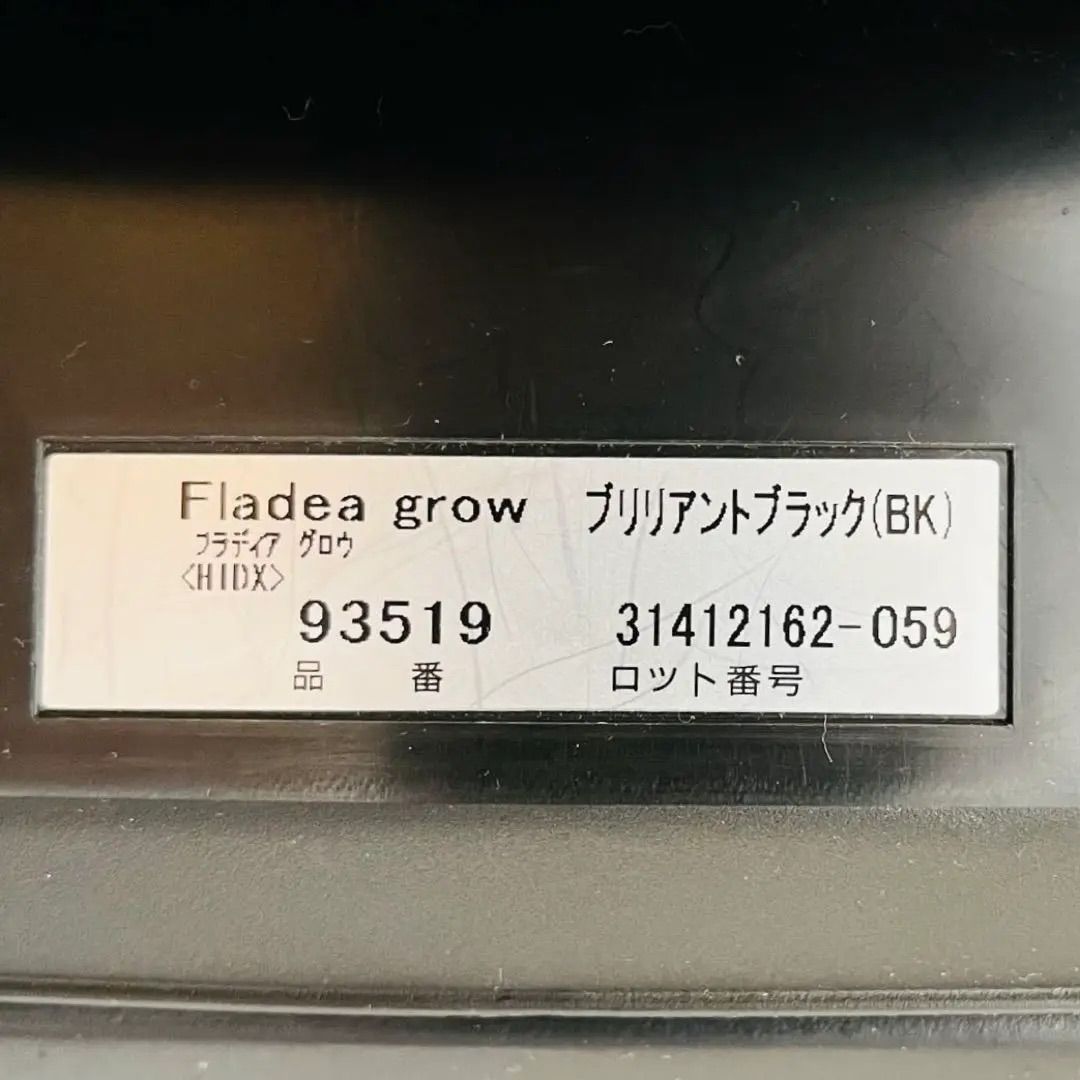 Fladea grow ブリリアントブラック(BK)
フラディア グロウ
<HIDX>
93519 31412162-059
品番 ロット番号